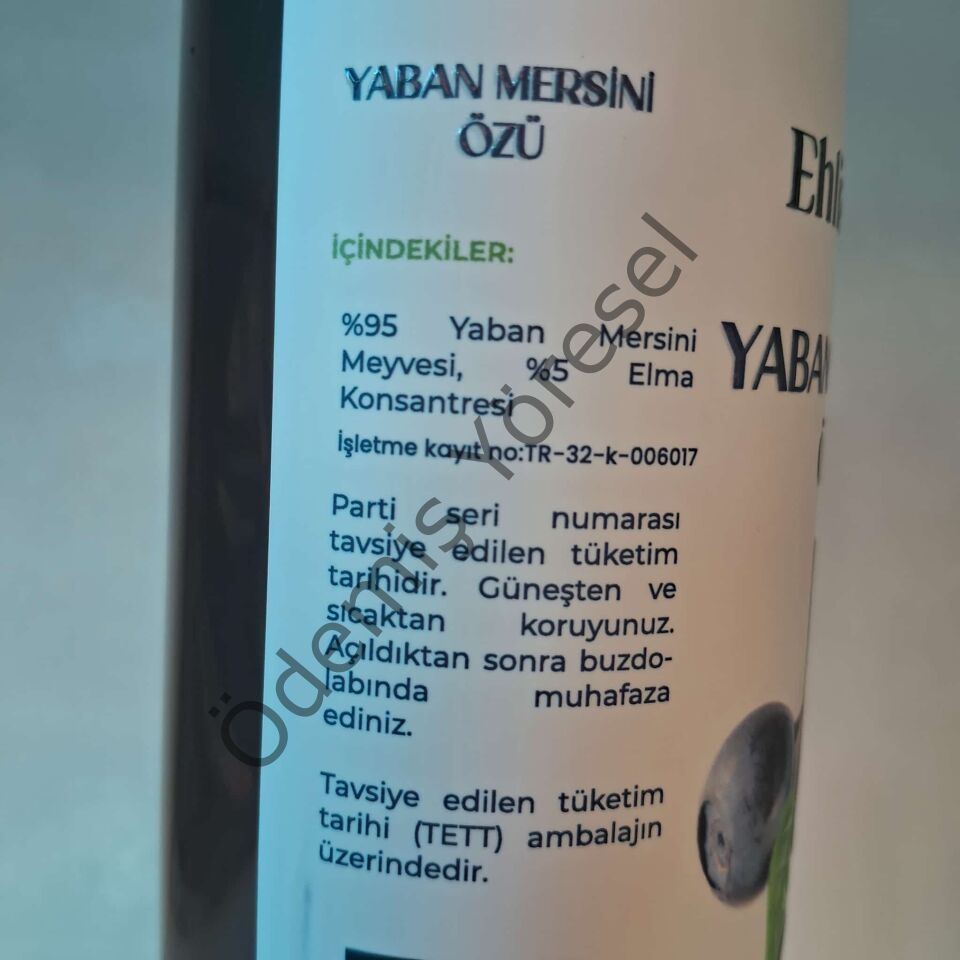 YABAN MERSİNİ
ÖZÜ
İÇİNDEKİLER:
%95 Yaban Mersini
Meyvesi, %5 Elma
Konsantresi
İşletme kayıt no:TR-32-k-006017
Parti seri numarası
tavsiye edilen tüketim
tarihidir. Güneşten ve
sıcaktan koruyunuz.
Açıldıktan sonra buzdo-
labında muhafaza
ediniz.
Tavsiye edilen tüketim
tarihi (TETT) ambalajın
üzerindedir.
Ehli
YABAN
Ödemiş Yöresel